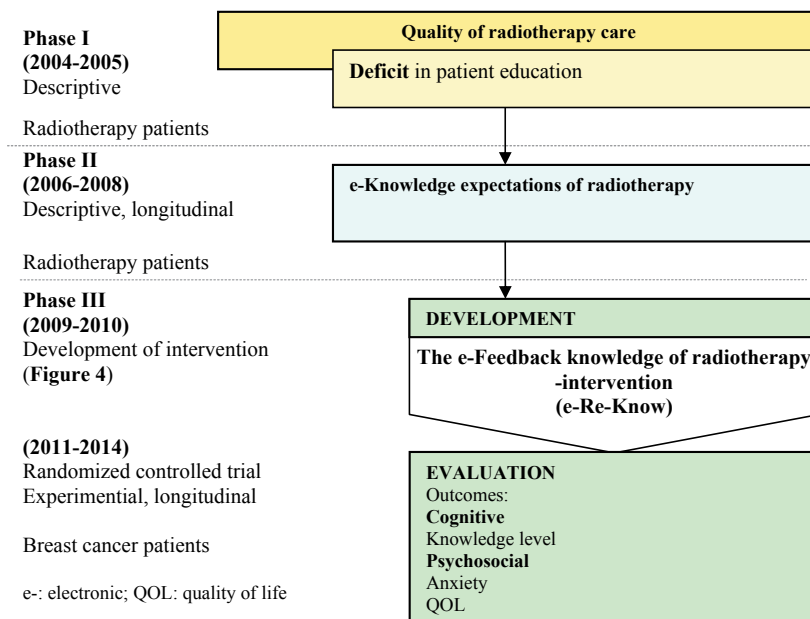 Phase I
(2004-2005)
Descriptive
Radiotherapy patients
Quality of radiotherapy care
Deficit in patient education
Phase II
(2006-2008)
Descriptive, longitudinal
Radiotherapy patients
e-Knowledge expectations of radiotherapy
Phase III
(2009-2010)
Development of intervention
(Figure 4)
DEVELOPMENT
The e-Feedback knowledge of radiotherapy
-intervention
(e-Re-Know)
(2011-2014)
Randomized controlled trial
Experimential, longitudinal
Breast cancer patients
e-: electronic; QOL: quality of life
EVALUATION
Outcomes:
Cognitive
Knowledge level
Psychosocial
Anxiety
QOL